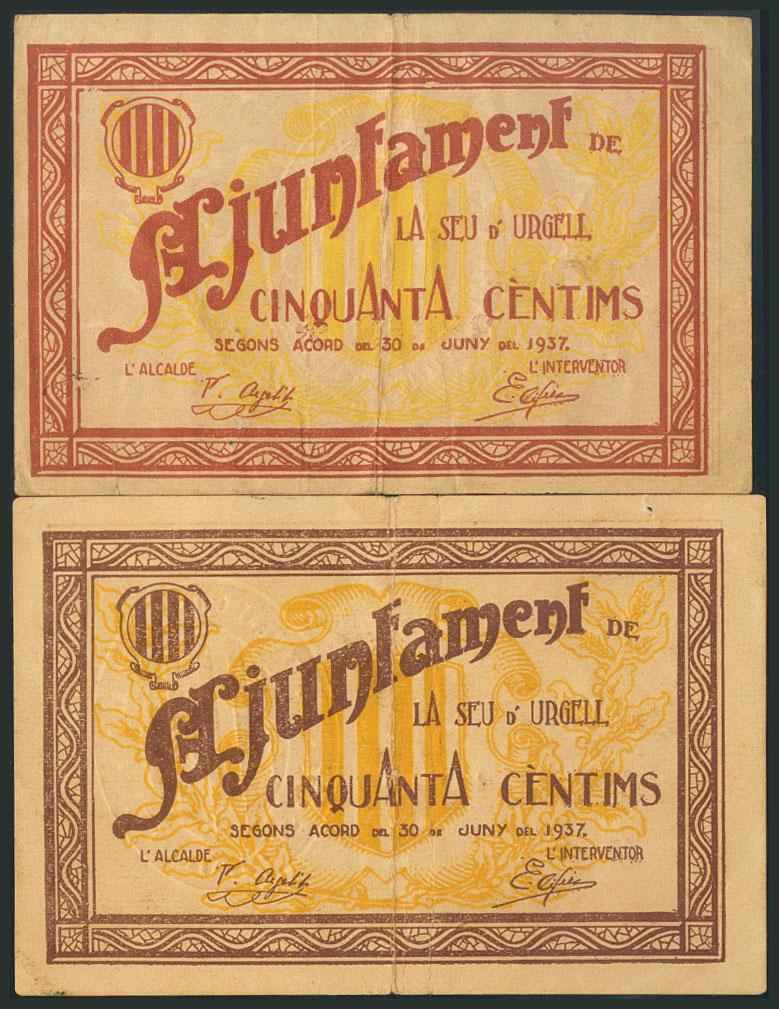 Ajuntament DE
LA SEU D' URGELL
CINQUANTA CÈNTIMS
SEGONS ACORD DEL 30 DE JUNY DEL 1937.
L'ALCALDE L'INTERVENTOR
Ajuntament DE
LA SEU D' URGELL
CINQUANTA CÈNTIMS
SEGONS ACORD DEL 30 DE JUNY DEL 1937.
L'ALCALDE L'INTERVENTOR